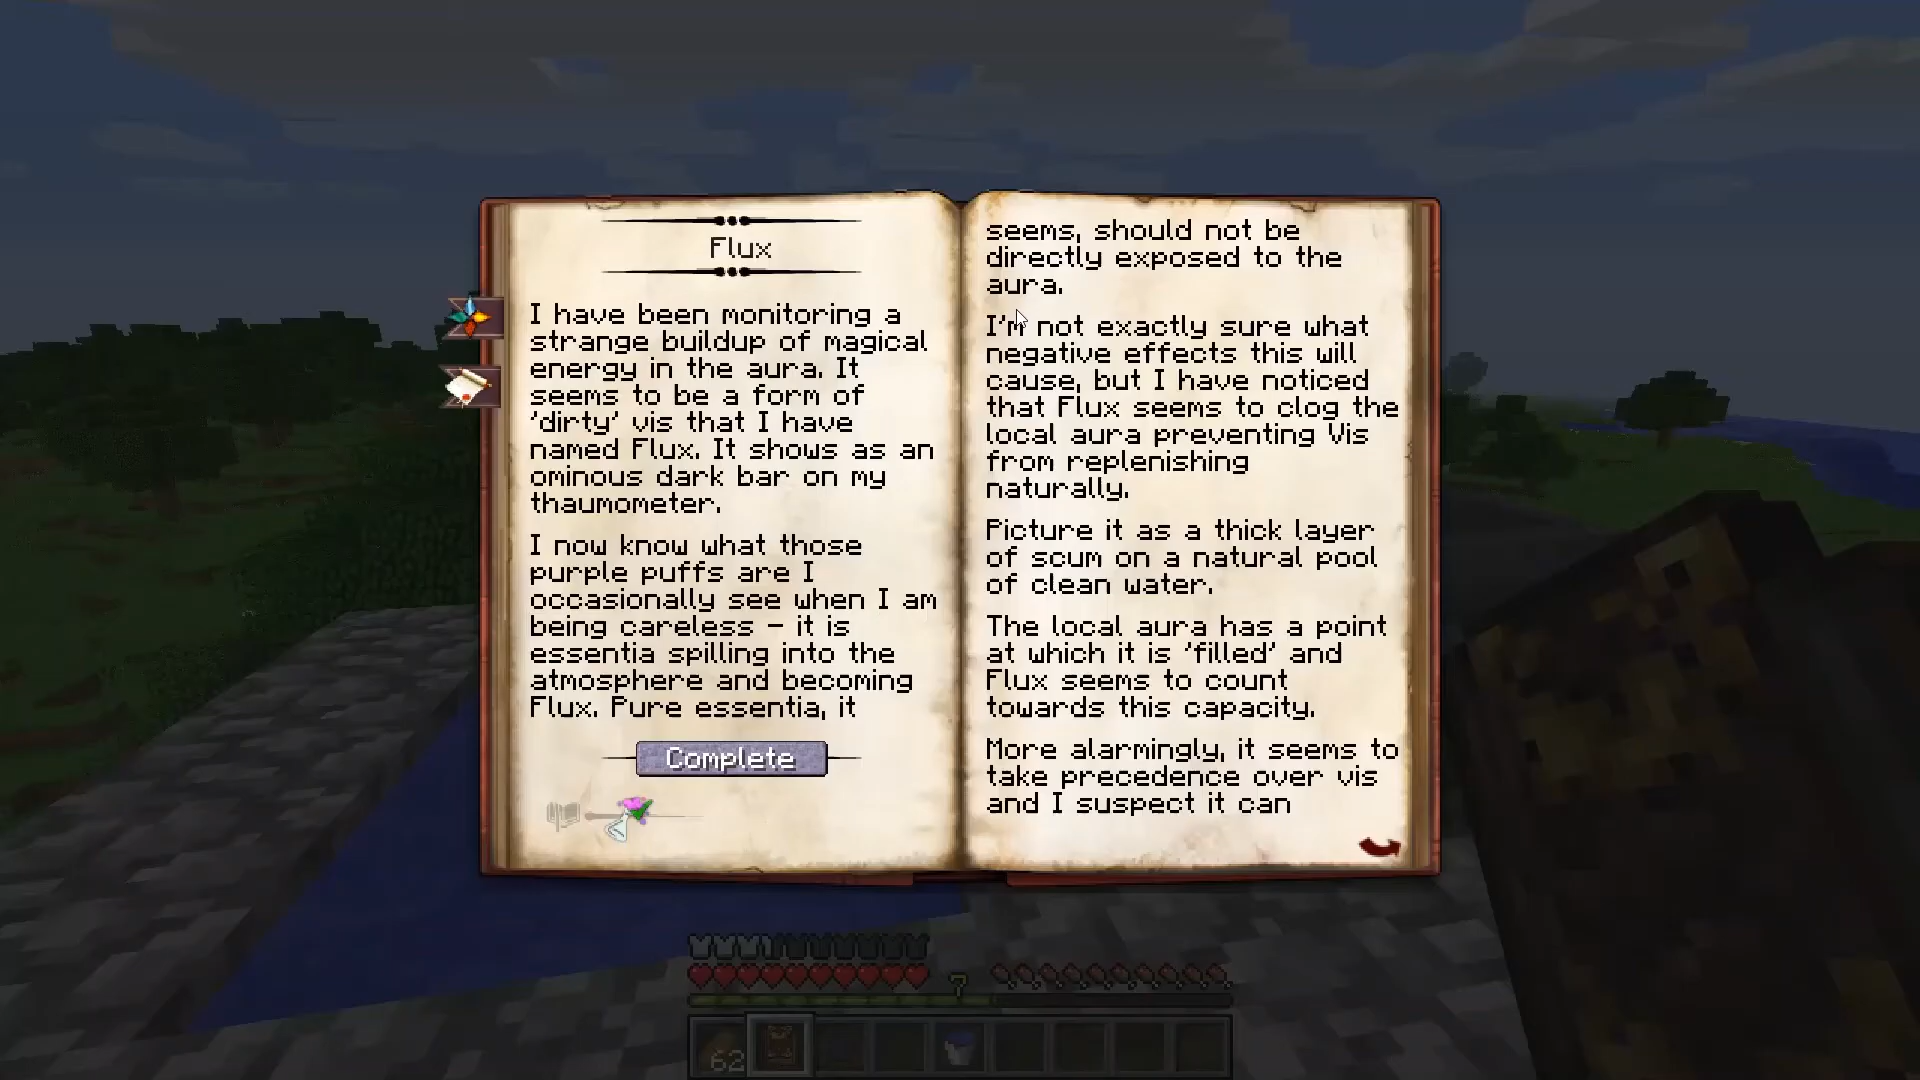 Flux
I have been monitoring a
strange buildup of magical
energy in the aura. It
seems to be a form of
'dirty' vis that I have
named Flux. It shows as an
ominous dark bar on my
thaumometer.
I now know what those
purple puffs are I
occasionally see when I am
being careless – it is
essentia spilling into the
atmosphere and becoming
Flux. Pure essentia, it
Complete
seems, should not be
directly exposed to the
aura.
I'm not exactly sure what
negative effects this will
cause, but I have noticed
that Flux seems to clog the
local aura preventing Vis
from replenishing
naturally.
Picture it as a thick layer
of scum on a natural pool
of clean water.
The local aura has a point
at which it is 'filled' and
Flux seems to count
towards this capacity.
More alarmingly, it seems to
take precedence over vis
and I suspect it can
7
62